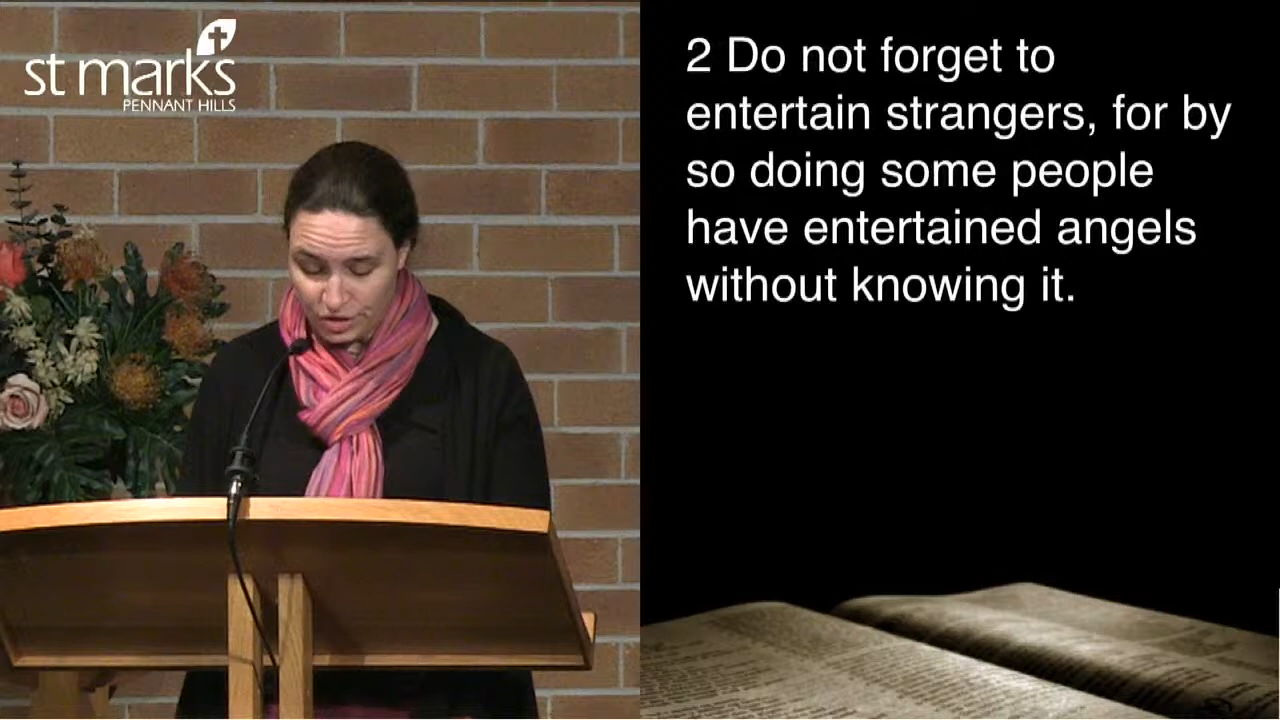 st marks
PENNANT HILLS
2 Do not forget to
entertain strangers, for by
so doing some people
have entertained angels
without knowing it.